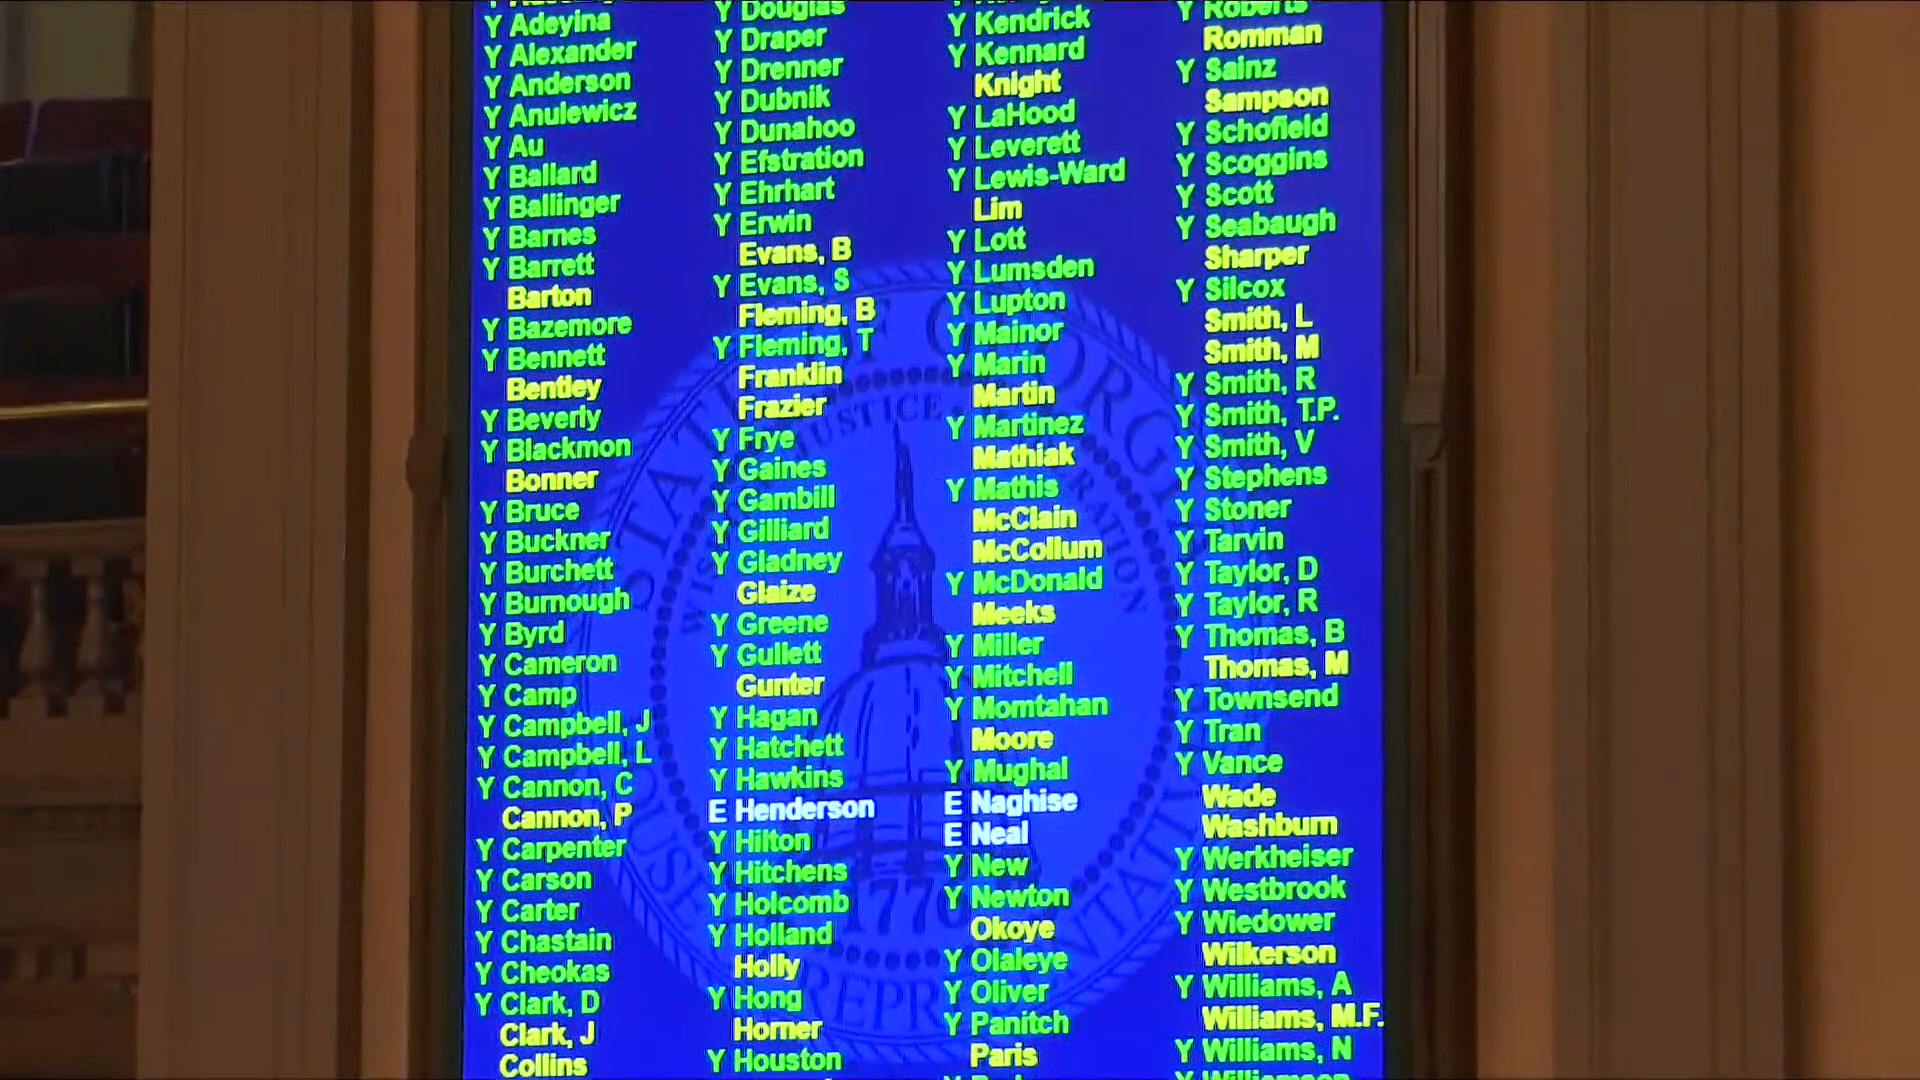 Y Adeyina
Y Alexander
Y Anderson
Y Anulewicz
Y Au
Y Ballard
Y Ballinger
Y Barnes
Y Barrett
Barton
Y Bazemore
Y Bennett
Bentley
Y Beverly
Y Blackmon
Bonner
Y Bruce
Y Buckner
Y Burchett
Y Burnough
Y Byrd
Y Cameron
Y Camp
Y Campbell, J
Y Campbell, L
Y Cannon, C
Cannon, P
Y Carpenter
Y Carson
Y Carter
Y Chastain
Y Cheokas
Y Clark, D
Clark, J
Collins
Y Douglas
Y Draper
Y Drenner
Y Dubnik
Y Dunahoo
Y Efstration
Y Ehrhart
Y Erwin
Evans, B
Y Evans, S
Fleming, B
Y Fleming, T
Franklin
Frazier
Y Frye
Y Gaines
Y Gambill
Y Gilliard
Y Gladney
Glaize
Y Greene
Y Gullett
Gunter
Y Hagan
Y Hatchett
Y Hawkins
E Henderson
Y Hilton
Y Hitchens
Y Holcomb
Y Holland
Holly
Y Hong
Horner
Y Houston
Y Kendrick
Y Kennard
Knight
Y LaHood
Y Leverett
Y Lewis-Ward
Lim
Y Lott
Y Lumsden
Y Lupton
Y Mainor
Y Marin
Martin
Y Martinez
Mathiak
Y Mathis
McClain
McCollum
Y McDonald
Meeks
Y Miller
Y Mitchell
Y Momtahan
Moore
Y Mughal
E Naghise
E Neal
Y New
Y Newton
Okoye
Y Olaleye
Y Oliver
Y Panitch
Paris
Y Roberts
Romman
Y Sainz
Sampson
Y Schofield
Y Scoggins
Y Scott
Y Seabaugh
Sharper
Y Silcox
Smith, L
Smith, M
Y Smith, R
Y Smith, T.P.
Y Smith, V
Y Stephens
Y Stoner
Y Tarvin
Y Taylor, D
Y Taylor, R
Y Thomas, B
Thomas, M
Y Townsend
Y Tran
Y Vance
Wade
Washburn
Y Werkheiser
Y Westbrook
Y Wiedower
Wilkerson
Y Williams, A
Williams, M.F.
Y Williams, N
STATE OF GEORGIA
JUSTICE
1776